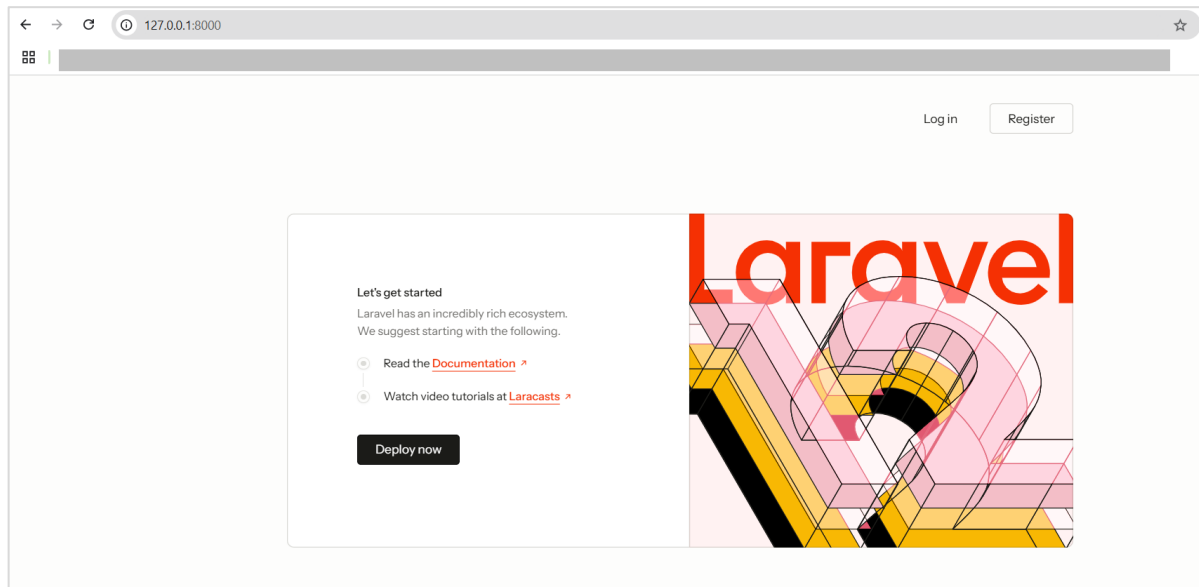 127.0.0.1:8000
Log in
Register
Let's get started
Laravel has an incredibly rich ecosystem.
We suggest starting with the following.
Read the Documentation ↗
Watch video tutorials at Laracasts ↗
Deploy now
Laravel